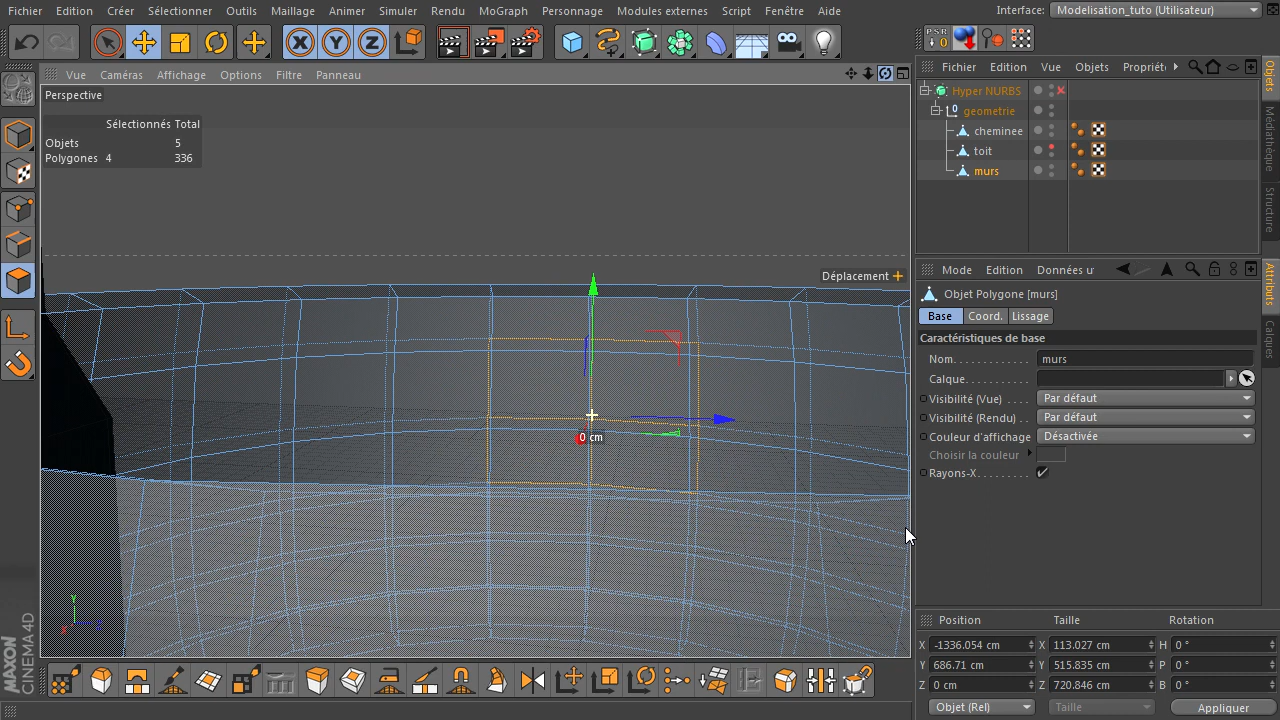 Fichier Edition Créer Sélectionner Outils Maillage Animer Simuler Rendu MoGraph Personnage Modules externes Script Fenêtre Aide Interface: Modelisation_tuto (Utilisateur)
X Y Z PSR 0
Vue Caméras Affichage Options Filtre Panneau
Fichier Edition Vue Objets Propriéte
Perspective
Sélectionnés Total
Objets 5
Polygones 4 336
Hyper NURBS
geometrie
cheminee
toit
murs
Objets
Médiathèque
Structure
Déplacement
0 cm
Y
Mode Edition Données u
Objet Polygone [murs]
Base Coord. Lissage
Caractéristiques de base
Nom murs
Calque
Visibilité (Vue) Par défaut
Visibilité (Rendu) Par défaut
Couleur d'affichage Désactivée
Choisir la couleur
Rayons-X
Attributs
Calques
MAXON
CINEMA 4D
Position Taille Rotation
X -1336.054 cm X 113.027 cm H 0 °
Y 686.71 cm Y 515.835 cm P 0 °
Z 0 cm Z 720.846 cm B 0 °
Objet (Rel) Taille Appliquer